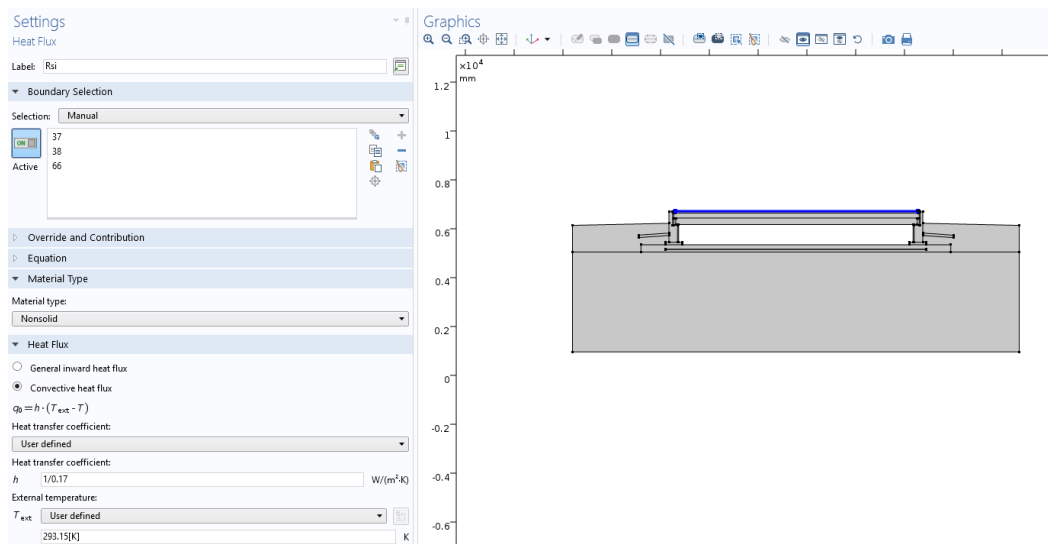 Settings
Heat Flux
Label: Rsi
Boundary Selection
Selection: Manual
37
38
66
ON
Active
Override and Contribution
Equation
Material Type
Material type:
Nonsolid
Heat Flux
General inward heat flux
Convective heat flux
q₀=h·(Text-T)
Heat transfer coefficient:
User defined
Heat transfer coefficient:
h 1/0.17 W/(m²·K)
External temperature:
Text User defined
293.15[K] K
Graphics
×10⁴
mm
1.2
1
0.8
0.6
0.4
0.2
0
-0.2
-0.4
-0.6